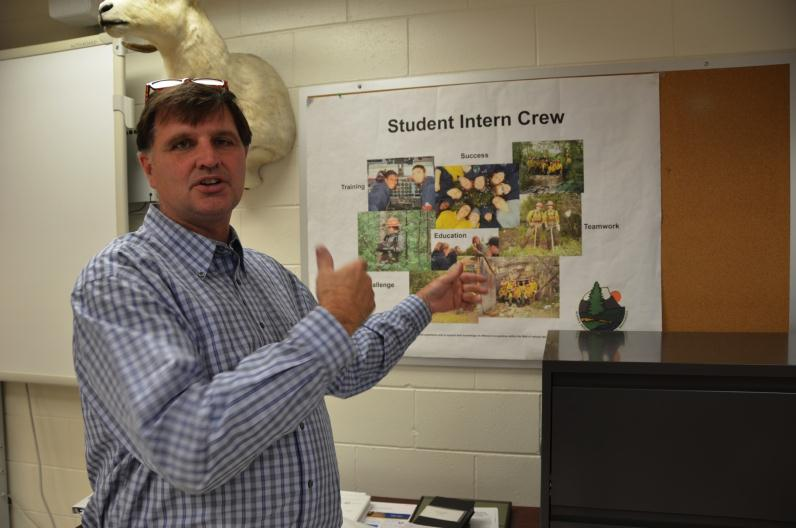 Student Intern Crew
Success
Training
Teamwork
Education
allenge